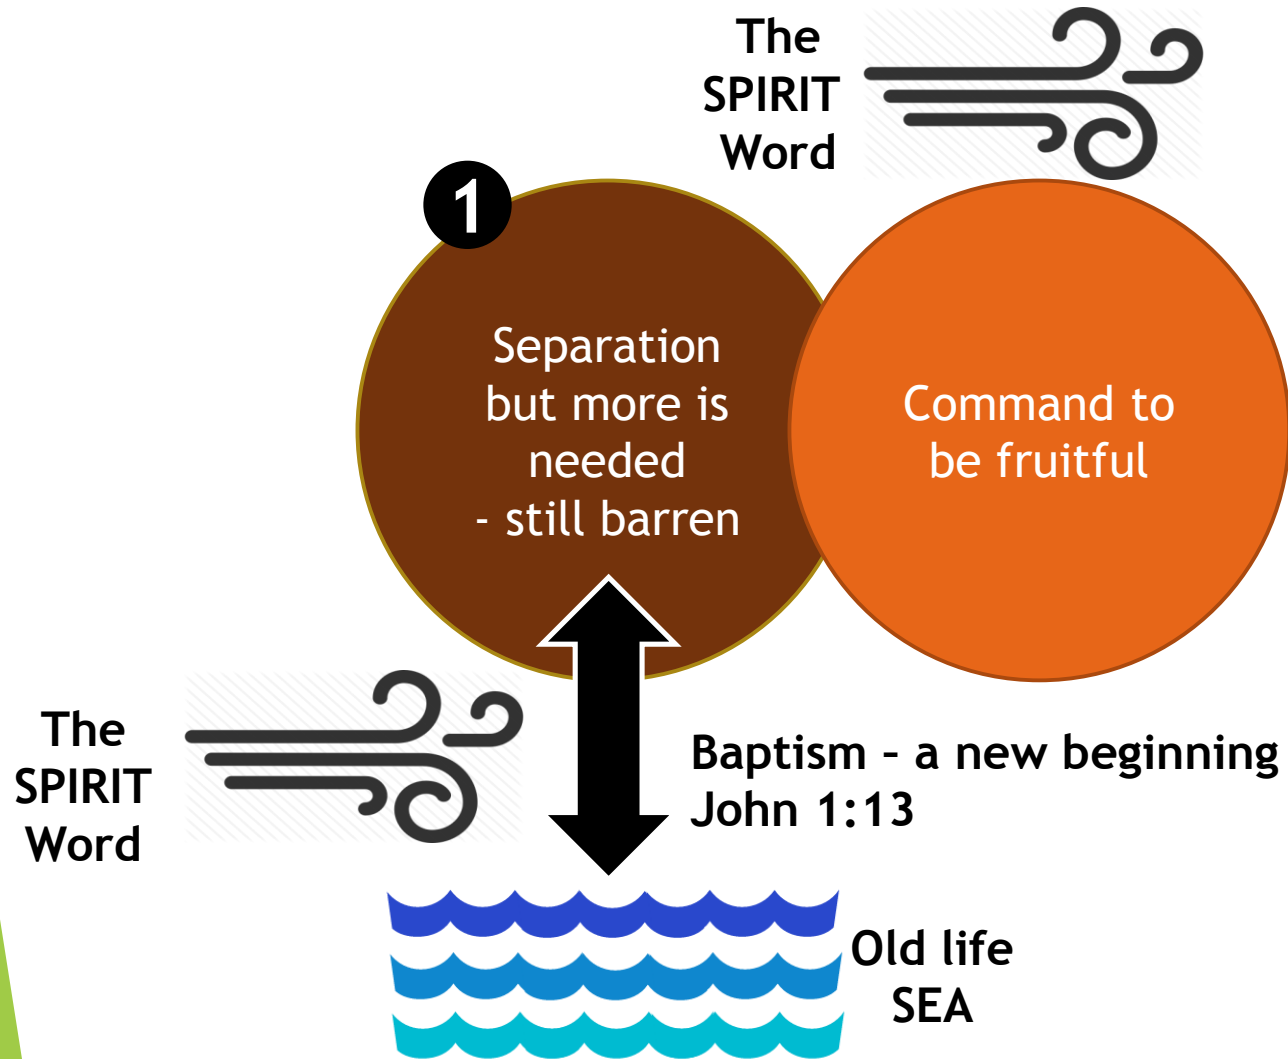 The
SPIRIT
Word
1
Separation
but more is
needed
- still barren
Command to
be fruitful
The
SPIRIT
Word
Baptism – a new beginning
John 1:13
Old life
SEA